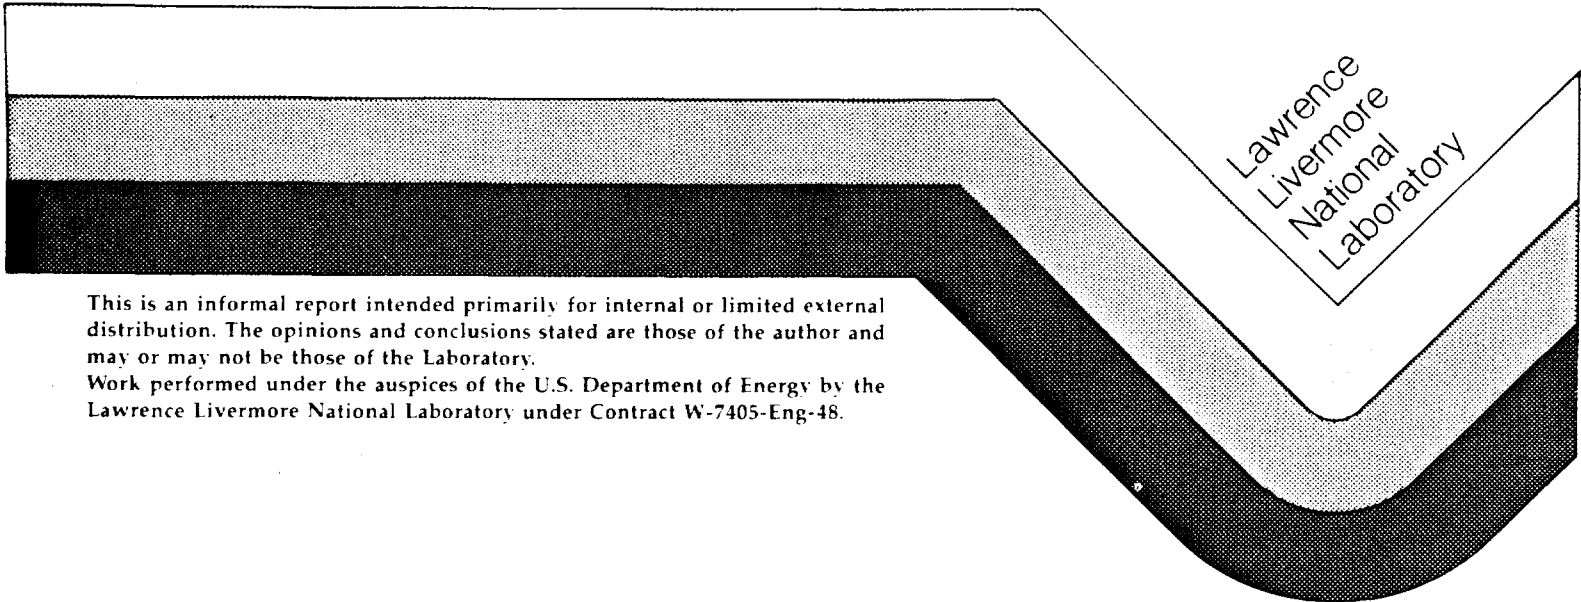 Lawrence
Livermore
National
Laboratory
This is an informal report intended primarily for internal or limited external
distribution. The opinions and conclusions stated are those of the author and
may or may not be those of the Laboratory.
Work performed under the auspices of the U.S. Department of Energy by the
Lawrence Livermore National Laboratory under Contract W-7405-Eng-48.